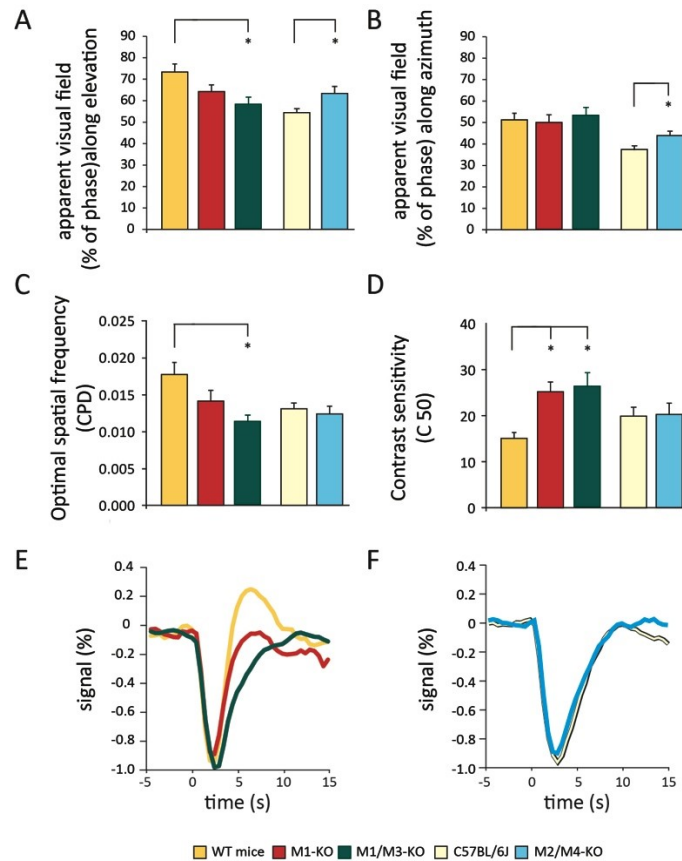 A
apparent visual field
(% of phase)along elevation
90
80
70
60
50
40
30
20
10
0
*
*
B
apparent visual field
(% of phase) along azimuth
90
80
70
60
50
40
30
20
10
0
*
C
Optimal spatial frequency
(CPD)
0.025
0.020
0.015
0.010
0.005
0.000
*
D
Contrast sensitivity
(C 50)
40
30
20
10
0
* *
E
signal (%)
0.4
0.2
0
-0.2
-0.4
-0.6
-0.8
-1.0
-5 0 5 10 15
time (s)
F
signal (%)
0.4
0.2
0
-0.2
-0.4
-0.6
-0.8
-1.0
-5 0 5 10 15
time (s)
WT mice M1-KO M1/M3-KO C57BL/6J M2/M4-KO